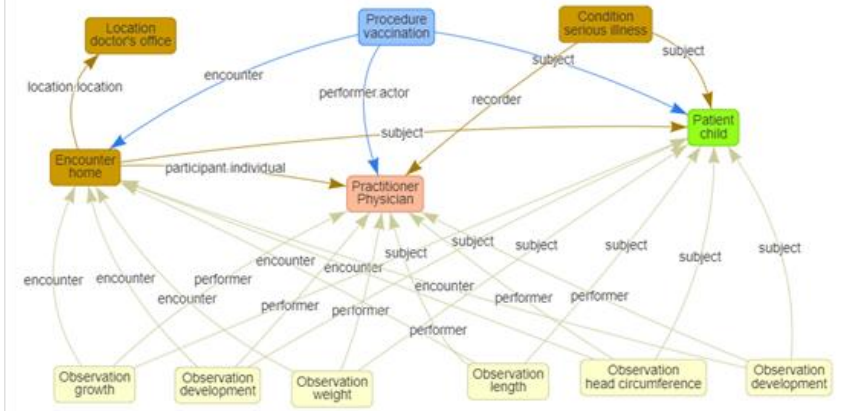 Location
doctor's office
Procedure
vaccination
Condition
serious illness
encounter
subject
subject
location.location
performer.actor
recorder
subject
Patient
child
Encounter
home
participant.individual
Practitioner
Physician
subject
subject
subject
subject
subject
subject
encounter
encounter
performer
encounter
encounter
encounter
encounter
performer
performer
performer
performer
performer
Observation
growth
Observation
development
Observation
weight
Observation
length
Observation
head circumference
Observation
development